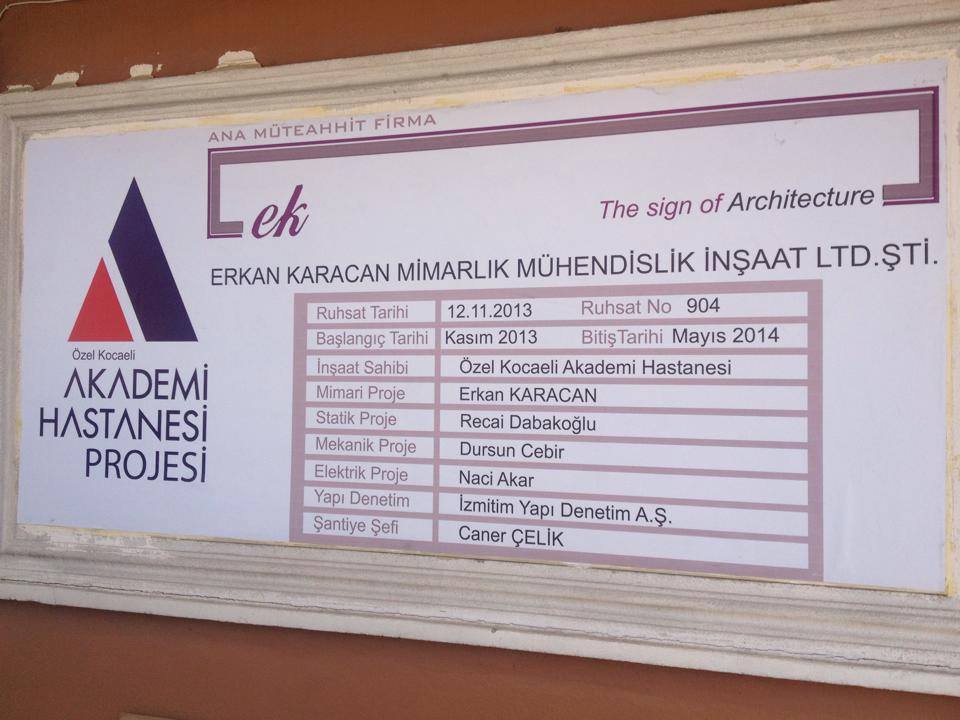 ANA MÜTEAHHİT FİRMA
ek
The sign of Architecture
ERKAN KARACAN MİMARLIK MÜHENDİSLİK İNŞAAT LTD.ŞTİ.
Özel Kocaeli
AKADEMİ
HASTANESİ
PROJESİ
Ruhsat Tarihi 12.11.2013 Ruhsat No 904
Başlangıç Tarihi Kasım 2013 BitişTarihi Mayıs 2014
İnşaat Sahibi Özel Kocaeli Akademi Hastanesi
Mimari Proje Erkan KARACAN
Statik Proje Recai Dabakoğlu
Mekanik Proje Dursun Cebir
Elektrik Proje Naci Akar
Yapı Denetim İzmitim Yapı Denetim A.Ş.
Şantiye Şefi Caner ÇELİK